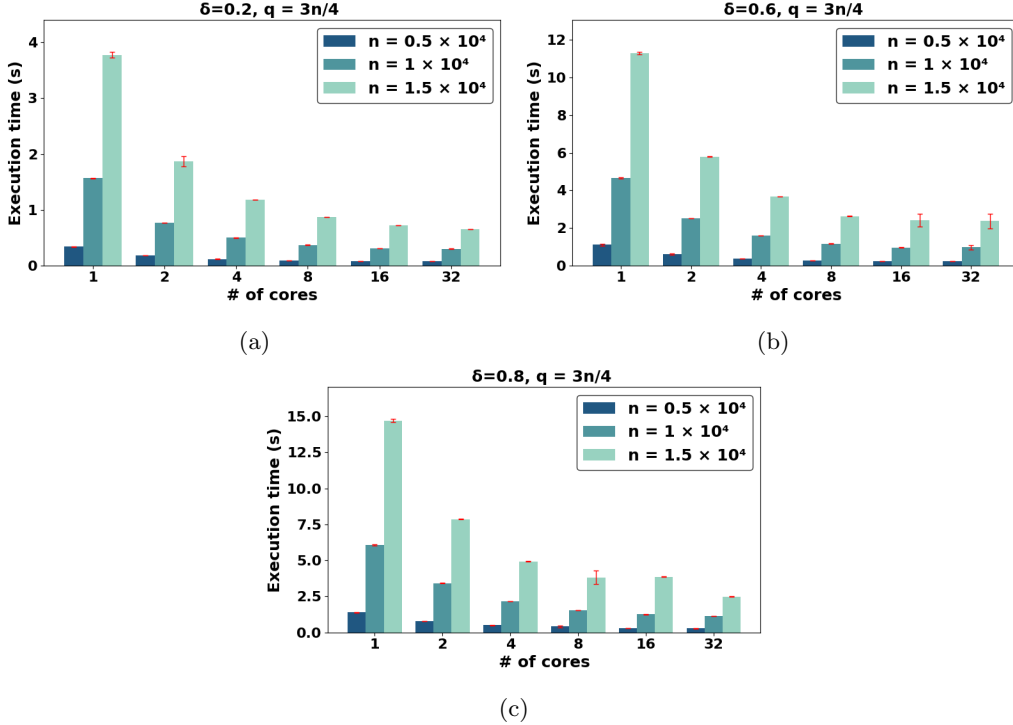 δ=0.2, q = 3n/4
Execution time (s)
4
3
2
1
0
n = 0.5 × 10⁴
n = 1 × 10⁴
n = 1.5 × 10⁴
1 2 4 8 16 32
# of cores
(a)
δ=0.6, q = 3n/4
Execution time (s)
12
10
8
6
4
2
0
n = 0.5 × 10⁴
n = 1 × 10⁴
n = 1.5 × 10⁴
1 2 4 8 16 32
# of cores
(b)
δ=0.8, q = 3n/4
Execution time (s)
15.0
12.5
10.0
7.5
5.0
2.5
0.0
n = 0.5 × 10⁴
n = 1 × 10⁴
n = 1.5 × 10⁴
1 2 4 8 16 32
# of cores
(c)